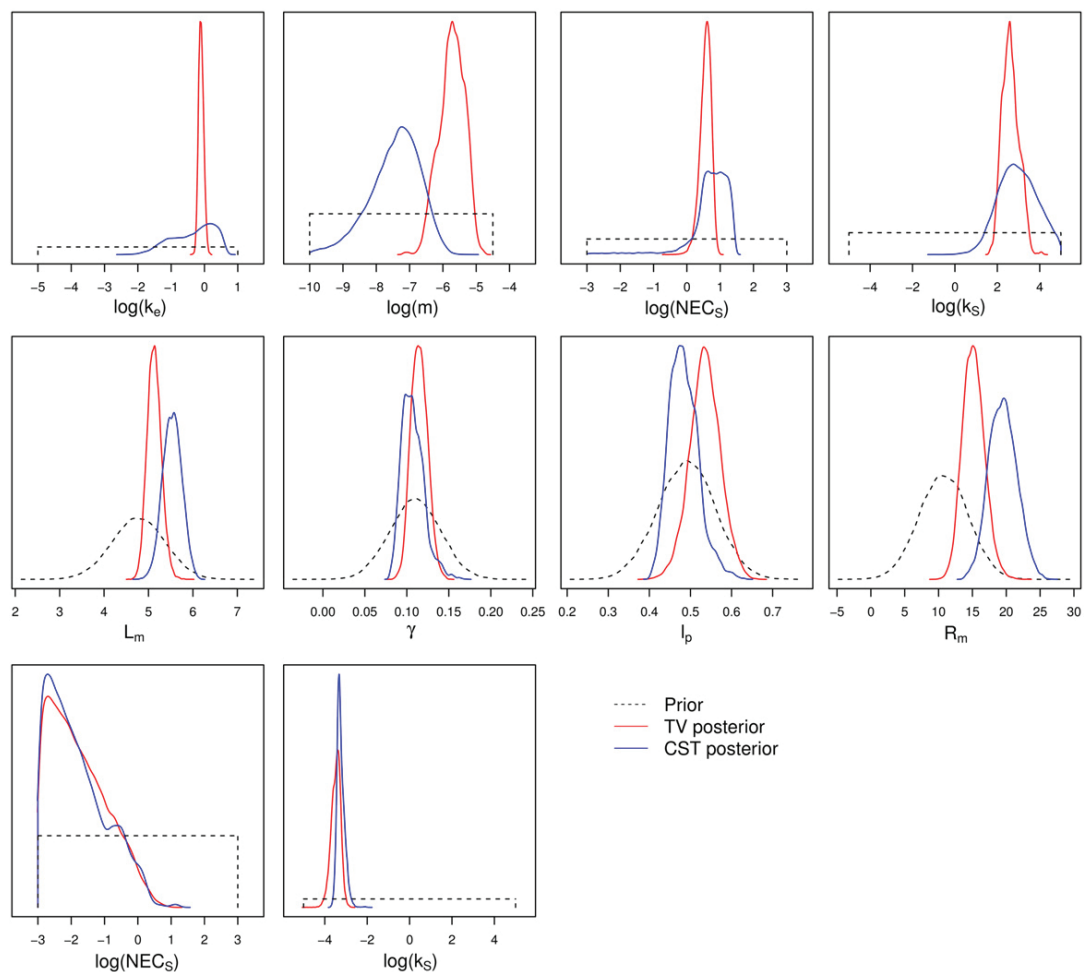 −5 −4 −3 −2 −1 0 1
log(kₑ)
−10 −9 −8 −7 −6 −5 −4
log(m)
−3 −2 −1 0 1 2 3
log(NEC_S)
−4 −2 0 2 4
log(k_S)
2 3 4 5 6 7
Lₘ
0.00 0.05 0.10 0.15 0.20 0.25
γ
0.2 0.3 0.4 0.5 0.6 0.7
lₚ
−5 0 5 10 15 20 25 30
Rₘ
−3 −2 −1 0 1 2 3
log(NEC_S)
−4 −2 0 2 4
log(k_S)
Prior
TV posterior
CST posterior